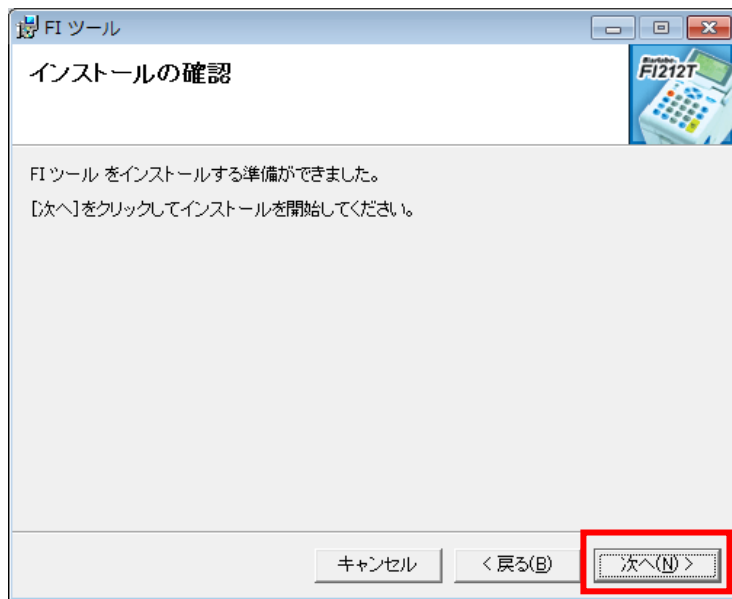 FI ツール
インストールの確認
FI212T
FI ツール をインストールする準備ができました。
[次へ]をクリックしてインストールを開始してください。
キャンセル
< 戻る(B)
次へ(N) >